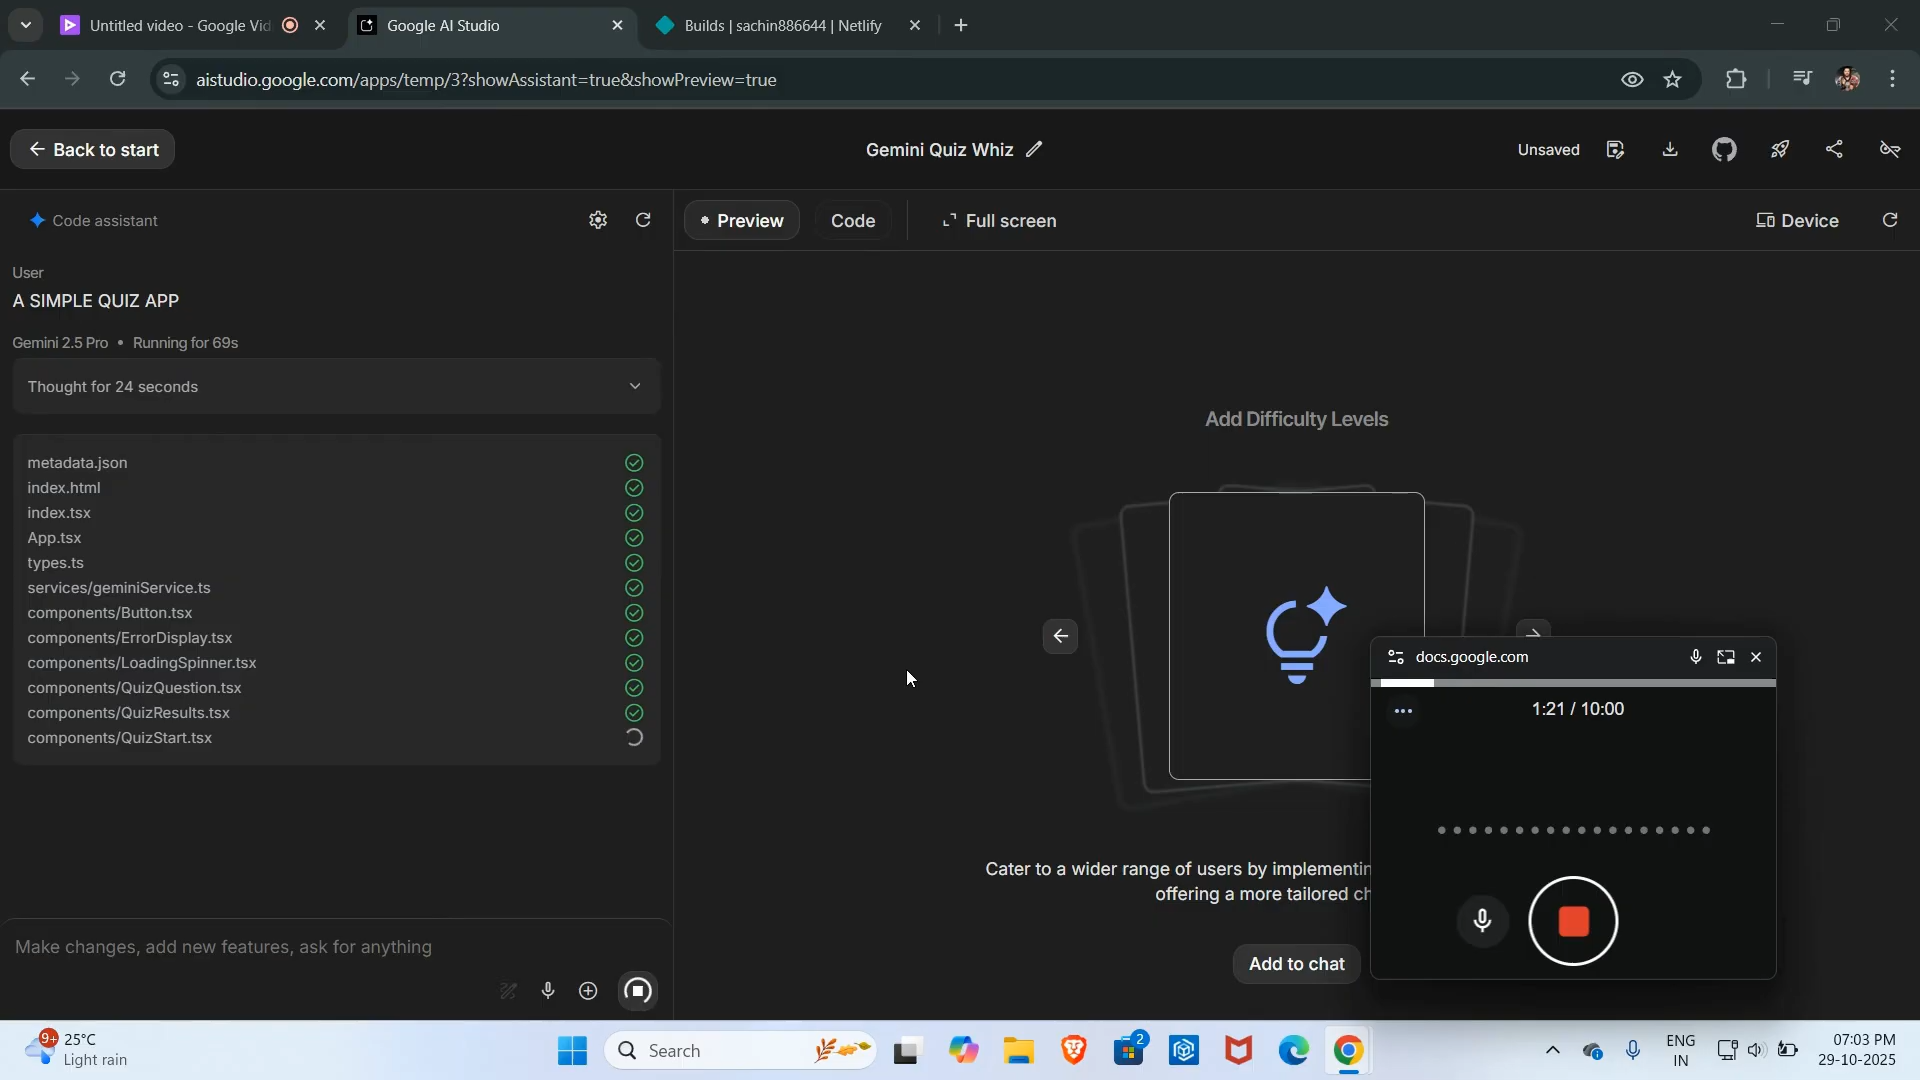 Untitled video - Google Vid
Google AI Studio
Builds | sachin886644 | Netlify
aistudio.google.com/apps/temp/3?showAssistant=true&showPreview=true
Back to start
Gemini Quiz Whiz
Unsaved
Code assistant
Preview
Code
Full screen
Device
User
A SIMPLE QUIZ APP
Gemini 2.5 Pro • Running for 69s
Thought for 24 seconds
metadata.json
index.html
index.tsx
App.tsx
types.ts
services/geminiService.ts
components/Button.tsx
components/ErrorDisplay.tsx
components/LoadingSpinner.tsx
components/QuizQuestion.tsx
components/QuizResults.tsx
components/QuizStart.tsx
Add Difficulty Levels
docs.google.com
1:21 / 10:00
Cater to a wider range of users by
offering a more tailored
Add to chat
Make changes, add new features, ask for anything
9+
25°C
Light rain
Search
2
ENG
IN
07:03 PM
29-10-2025